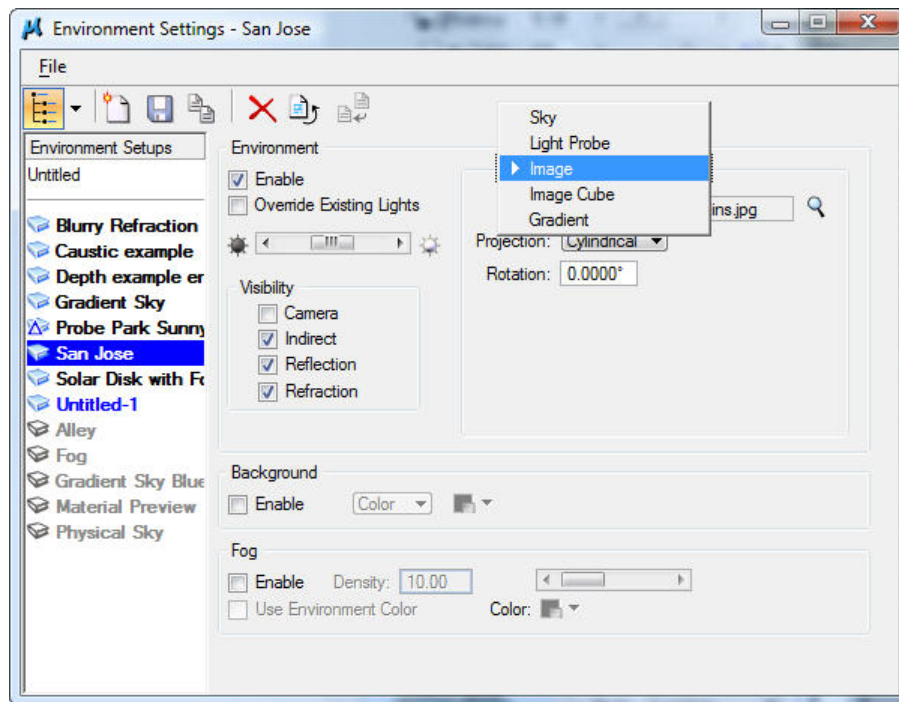 Environment Settings - San Jose
File
Environment Setups
Untitled
Blurry Refraction
Caustic example
Depth example er
Gradient Sky
Probe Park Sunny
San Jose
Solar Disk with Fo
Untitled-1
Alley
Fog
Gradient Sky Blue
Material Preview
Physical Sky
Environment
Enable
Override Existing Lights
Visibility
Camera
Indirect
Reflection
Refraction
Sky
Light Probe
Image
Image Cube
Gradient
ins.jpg
Projection: Cylindrical
Rotation: 0.0000°
Background
Enable Color
Fog
Enable Density: 10.00
Use Environment Color Color: